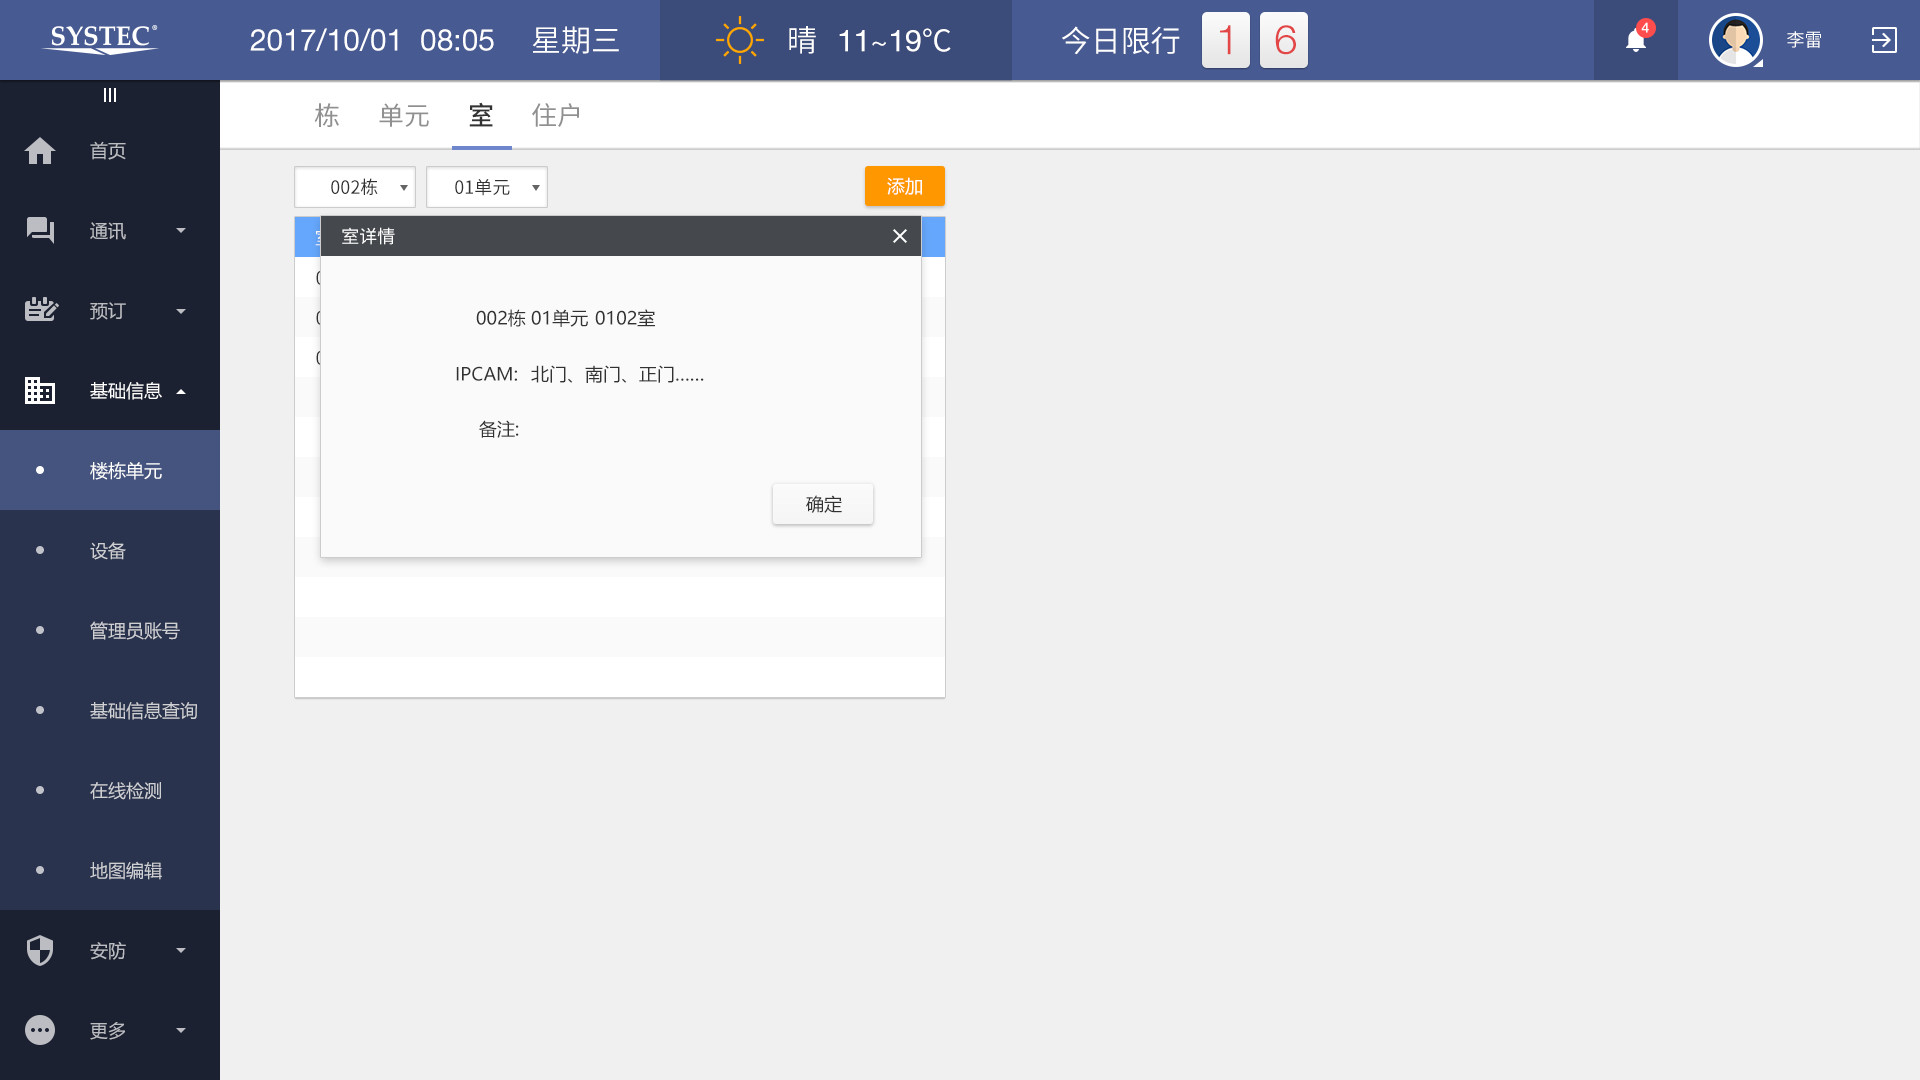 SYSTEC®
2017/10/01 08:05 星期三
晴 11~19℃
今日限行 1 6
4
李雷
首页
通讯
预订
基础信息
楼栋单元
设备
管理员账号
基础信息查询
在线检测
地图编辑
安防
更多
栋 单元 室 住户
002栋 01单元 添加
室详情
002栋 01单元 0102室
IPCAM: 北门、南门、正门......
备注:
确定